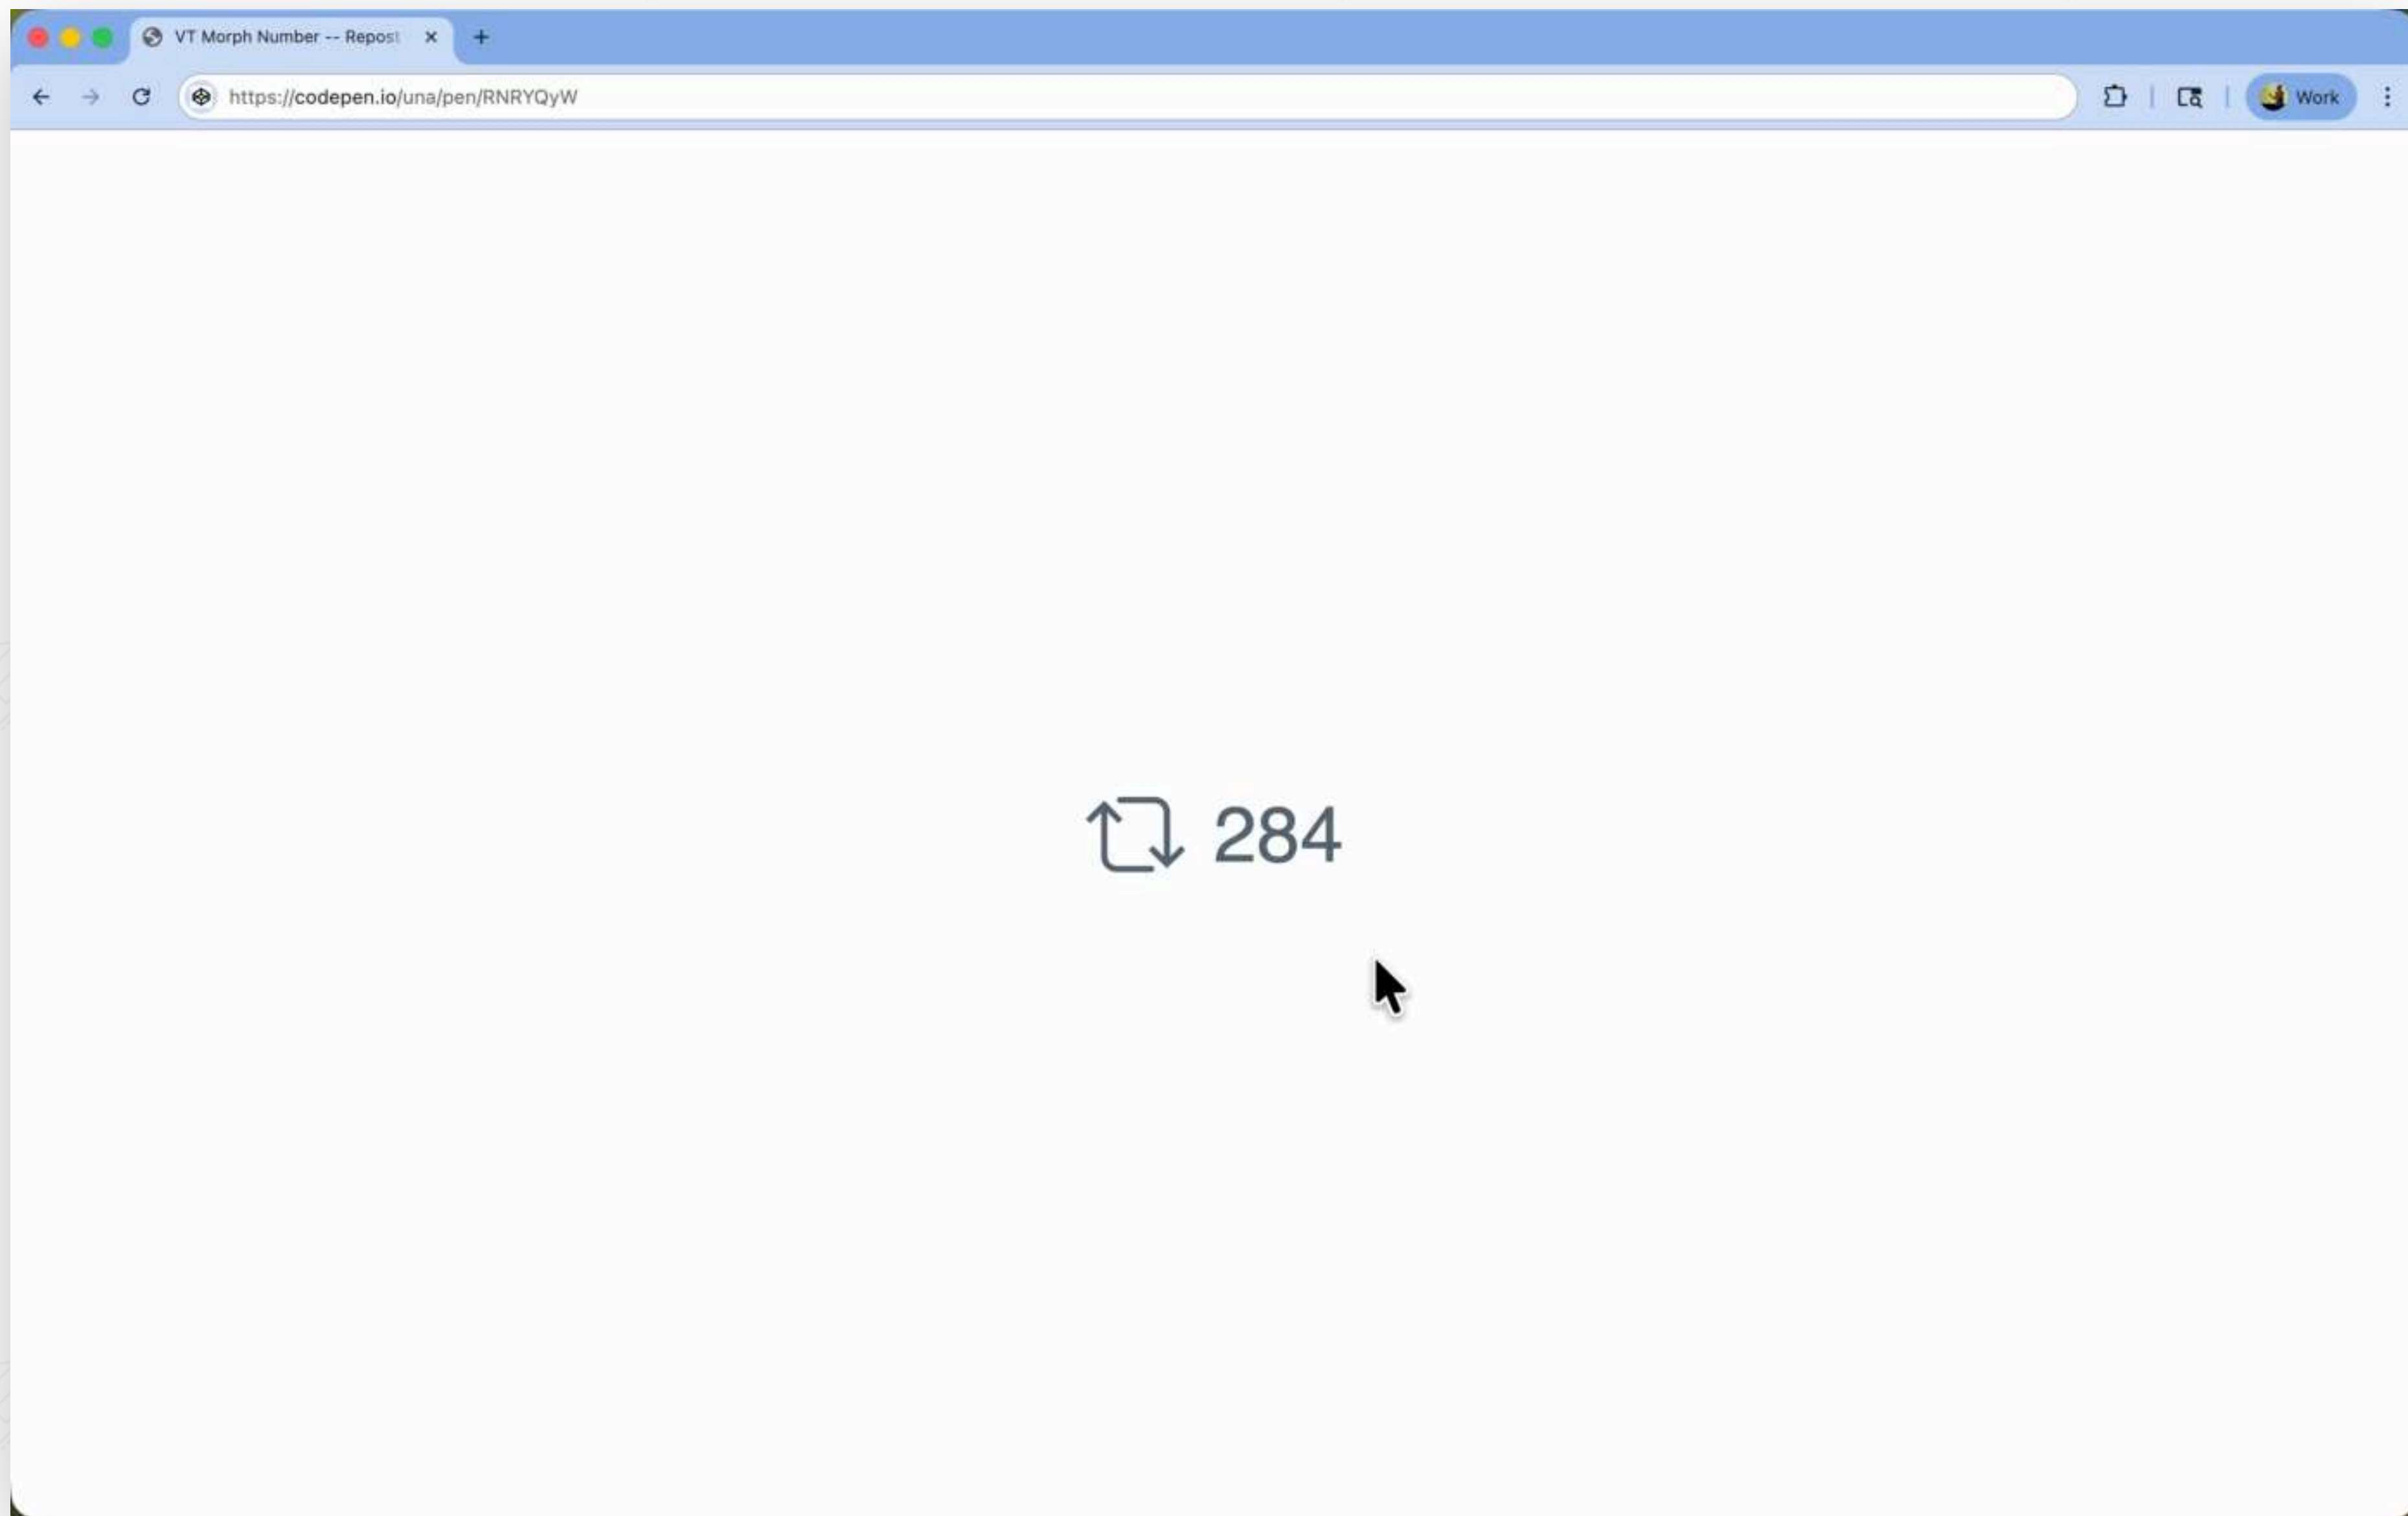 VT Morph Number -- Repost
https://codepen.io/una/pen/RNRYQyW
Work
284